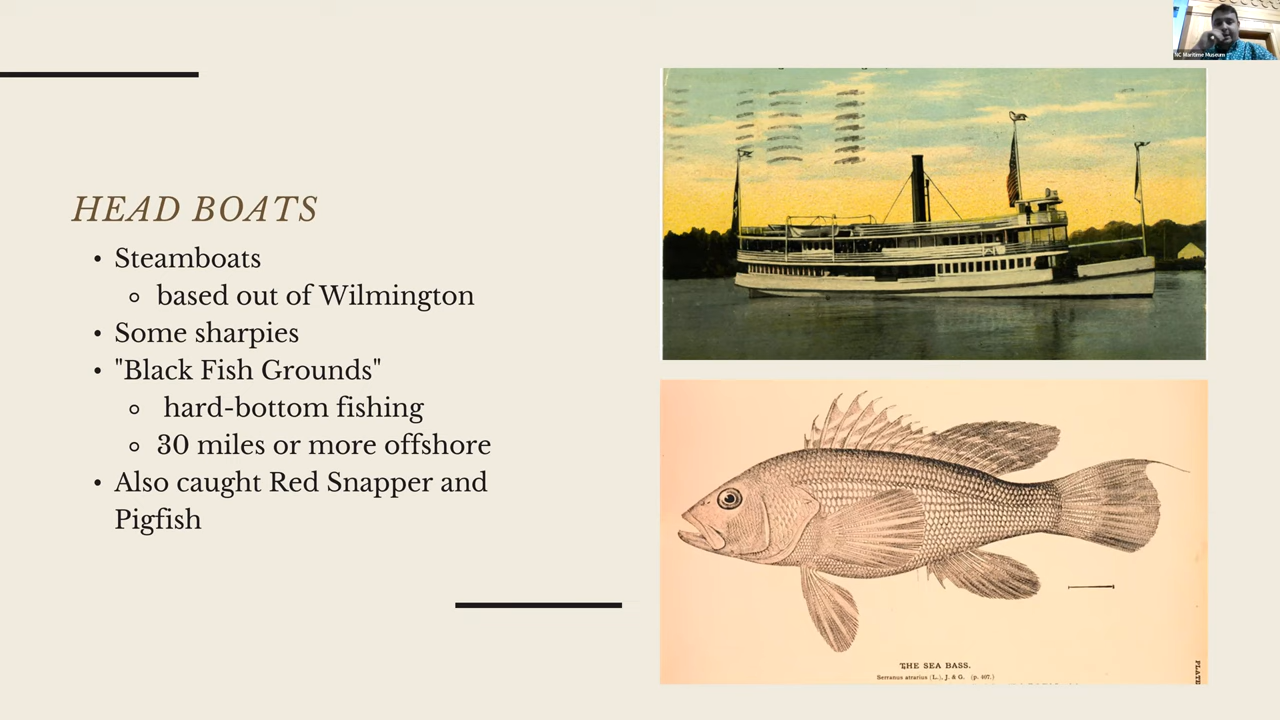 NC Maritime Museum
HEAD BOATS
• Steamboats
◦ based out of Wilmington
• Some sharpies
• "Black Fish Grounds"
◦ hard-bottom fishing
◦ 30 miles or more offshore
• Also caught Red Snapper and
Pigfish
THE SEA BASS.
Serranus atrarius (L.), J. & G. (p. 407.)
PLATE